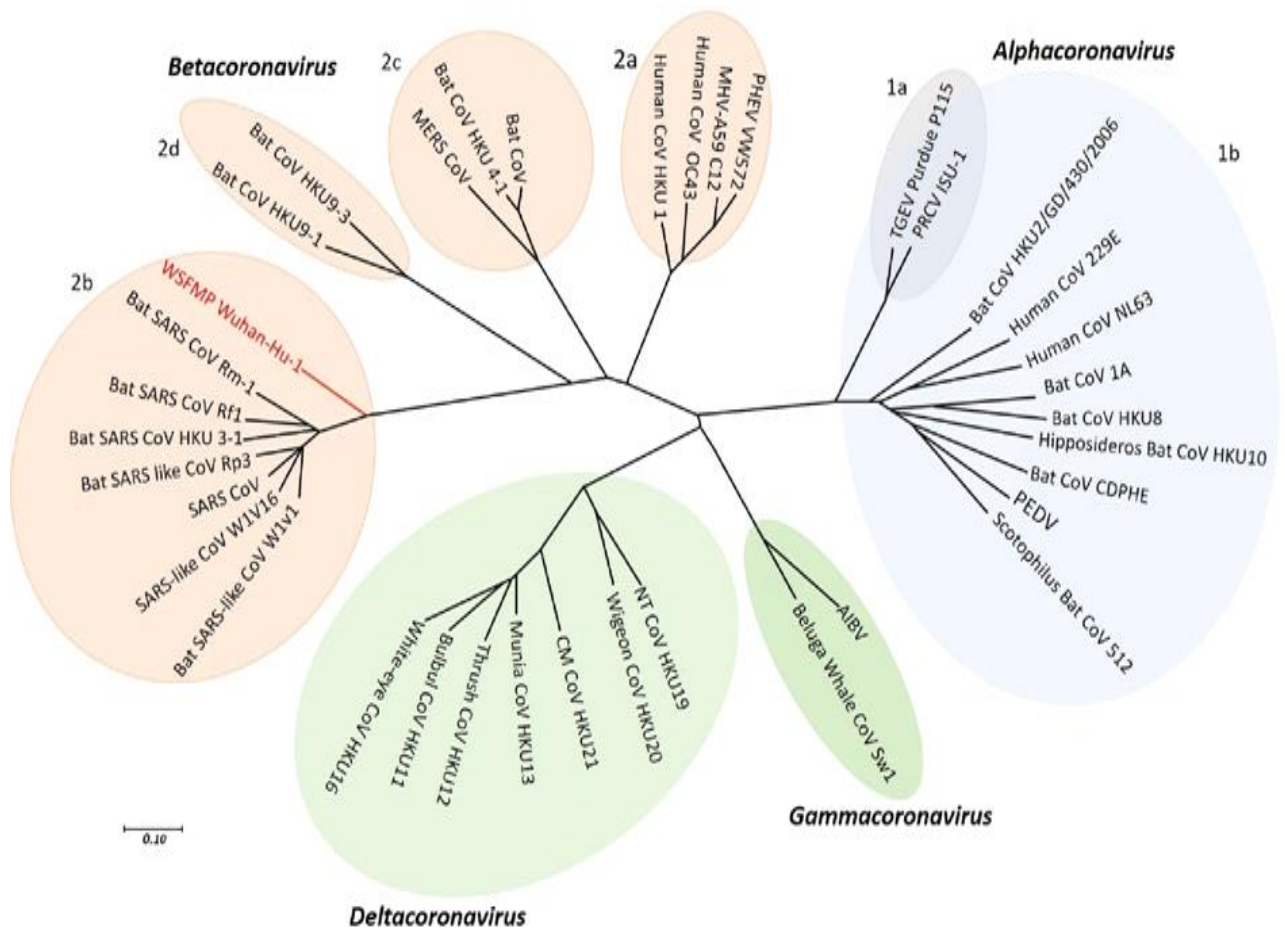 Betacoronavirus
2c
2a
Alphacoronavirus
1a
1b
2d
2b
Bat CoV HKU9-3
Bat CoV HKU9-1
MERS CoV
Bat CoV HKU 4-1
Bat CoV
Human CoV HKU 1
Human CoV OC43
MHV-A59 C12
PHEV VW572
TGEV Purdue P115
PRCV ISU-1
Bat CoV HKU2/GD/430/2006
Human CoV 229E
Human CoV NL63
Bat CoV 1A
Bat CoV HKU8
Hipposideros Bat CoV HKU10
Bat CoV CDPHE
PEDV
Scotophilus Bat CoV 512
WSFMP Wuhan-Hu-1
Bat SARS CoV Rm-1
Bat SARS CoV Rf1
Bat SARS CoV HKU 3-1
Bat SARS like CoV Rp3
SARS CoV
SARS-like CoV W1V16
Bat SARS-like CoV W1v1
White-eye CoV HKU16
Bulbul CoV HKU11
Thrush CoV HKU12
Munia CoV HKU13
CM CoV HKU21
Wigeon CoV HKU20
NT CoV HKU19
Beluga Whale CoV Sw1
AIBV
Gammacoronavirus
0.10
Deltacoronavirus